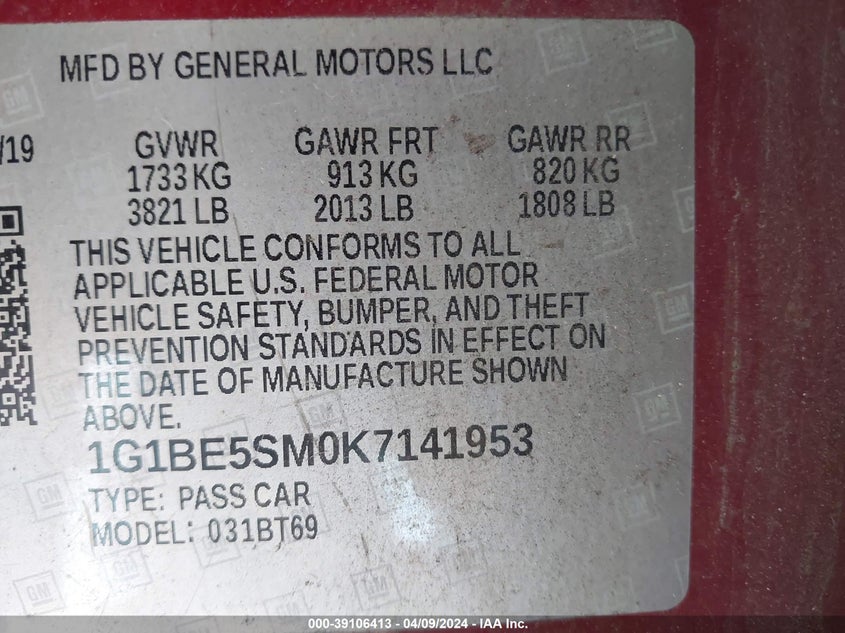 MFD BY GENERAL MOTORS LLC
/19 GVWR GAWR FRT GAWR RR
1733 KG 913 KG 820 KG
3821 LB 2013 LB 1808 LB
THIS VEHICLE CONFORMS TO ALL
APPLICABLE U.S. FEDERAL MOTOR
VEHICLE SAFETY, BUMPER, AND THEFT
PREVENTION STANDARDS IN EFFECT ON
THE DATE OF MANUFACTURE SHOWN
ABOVE.
1G1BE5SM0K7141953
TYPE: PASS CAR
MODEL: 031BT69
000-39106413 - 04/09/2024 - IAA Inc.